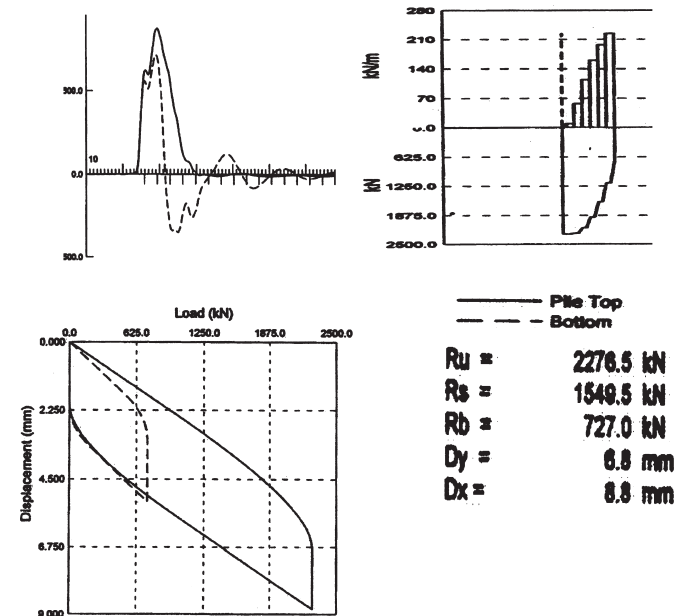 500.0
10
0.0
500.0
280
210
140
70
0.0
625.0
1250.0
1875.0
2500.0
kN/m
kN
Load (kN)
0.0 625.0 1250.0 1875.0 2500.0
0.000
2.250
4.500
6.750
9.000
Displacement (mm)
Pile Top
Bottom
Ru = 2276.5 kN
Rs = 1549.5 kN
Rb = 727.0 kN
Dy = 6.8 mm
Dx = 8.8 mm